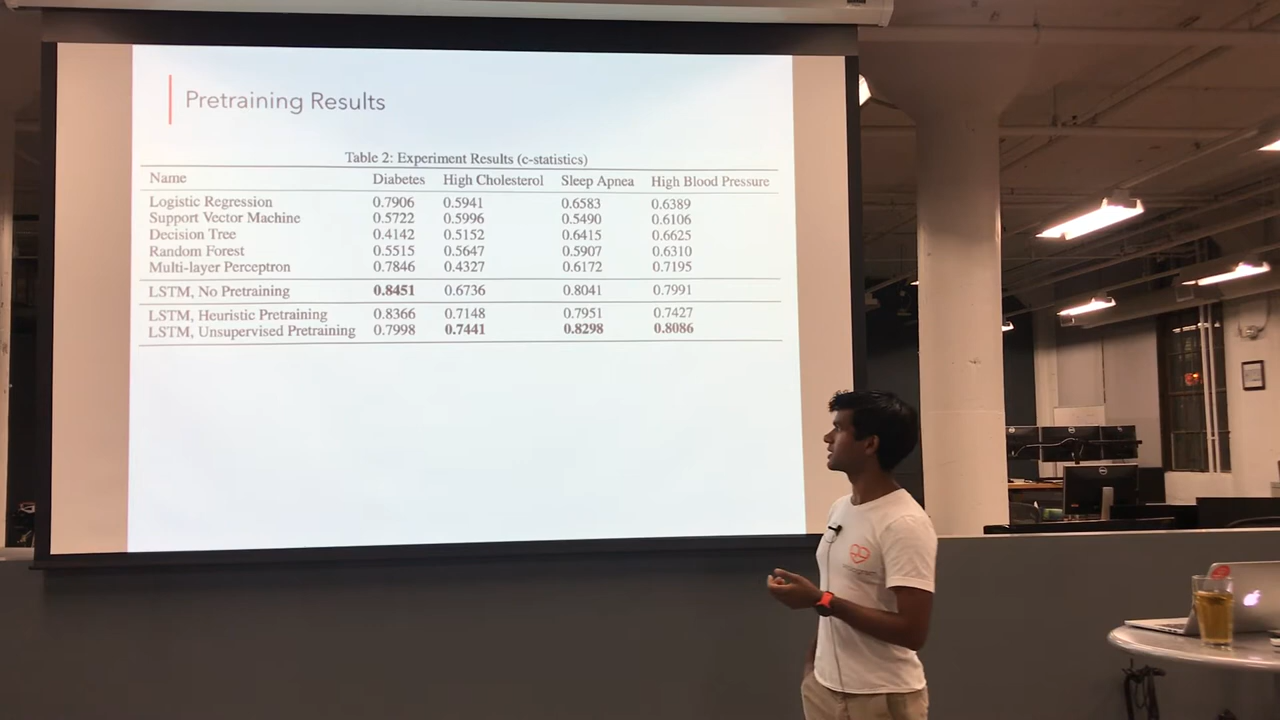 Pretraining Results
Table 2: Experiment Results (c-statistics)
Name Diabetes High Cholesterol Sleep Apnea High Blood Pressure
Logistic Regression 0.7906 0.5941 0.6583 0.6389
Support Vector Machine 0.5722 0.5996 0.5490 0.6106
Decision Tree 0.4142 0.5152 0.6415 0.6625
Random Forest 0.5515 0.5647 0.5907 0.6310
Multi-layer Perceptron 0.7846 0.4327 0.6172 0.7195
LSTM, No Pretraining 0.8451 0.6736 0.8041 0.7991
LSTM, Heuristic Pretraining 0.8366 0.7148 0.7951 0.7427
LSTM, Unsupervised Pretraining 0.7998 0.7441 0.8298 0.8086